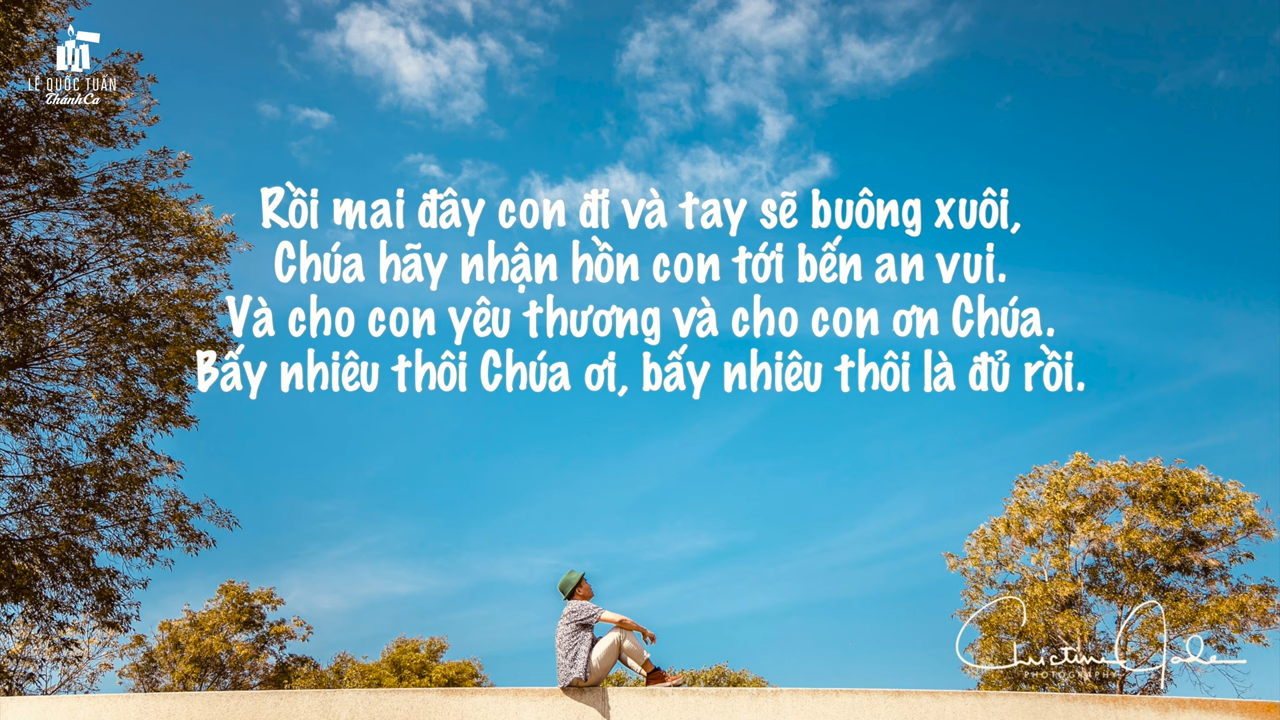 LÊ QUỐC TUẤN
ThánhCa
Rồi mai đây con đi và tay sẽ buông xuôi,
Chúa hãy nhận hồn con tới bến an vui.
Và cho con yêu thương và cho con ơn Chúa.
Bấy nhiêu thôi Chúa ơi, bấy nhiêu thôi là đủ rồi.
PHOTOGRAPHY